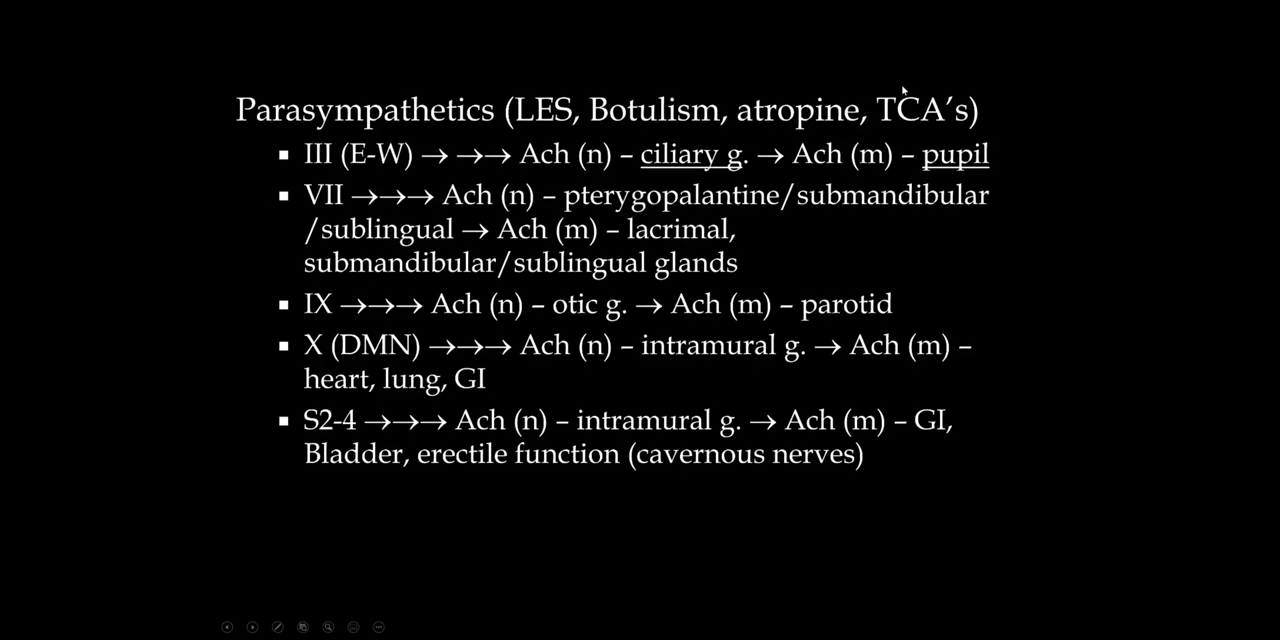 Parasympathetics (LES, Botulism, atropine, TCA's)
▪ III (E-W) → →→ Ach (n) – ciliary g. → Ach (m) – pupil
▪ VII →→→ Ach (n) – pterygopalantine/submandibular
/sublingual → Ach (m) – lacrimal,
submandibular/sublingual glands
▪ IX →→→ Ach (n) – otic g. → Ach (m) – parotid
▪ X (DMN) →→→ Ach (n) – intramural g. → Ach (m) –
heart, lung, GI
▪ S2-4 →→→ Ach (n) – intramural g. → Ach (m) – GI,
Bladder, erectile function (cavernous nerves)